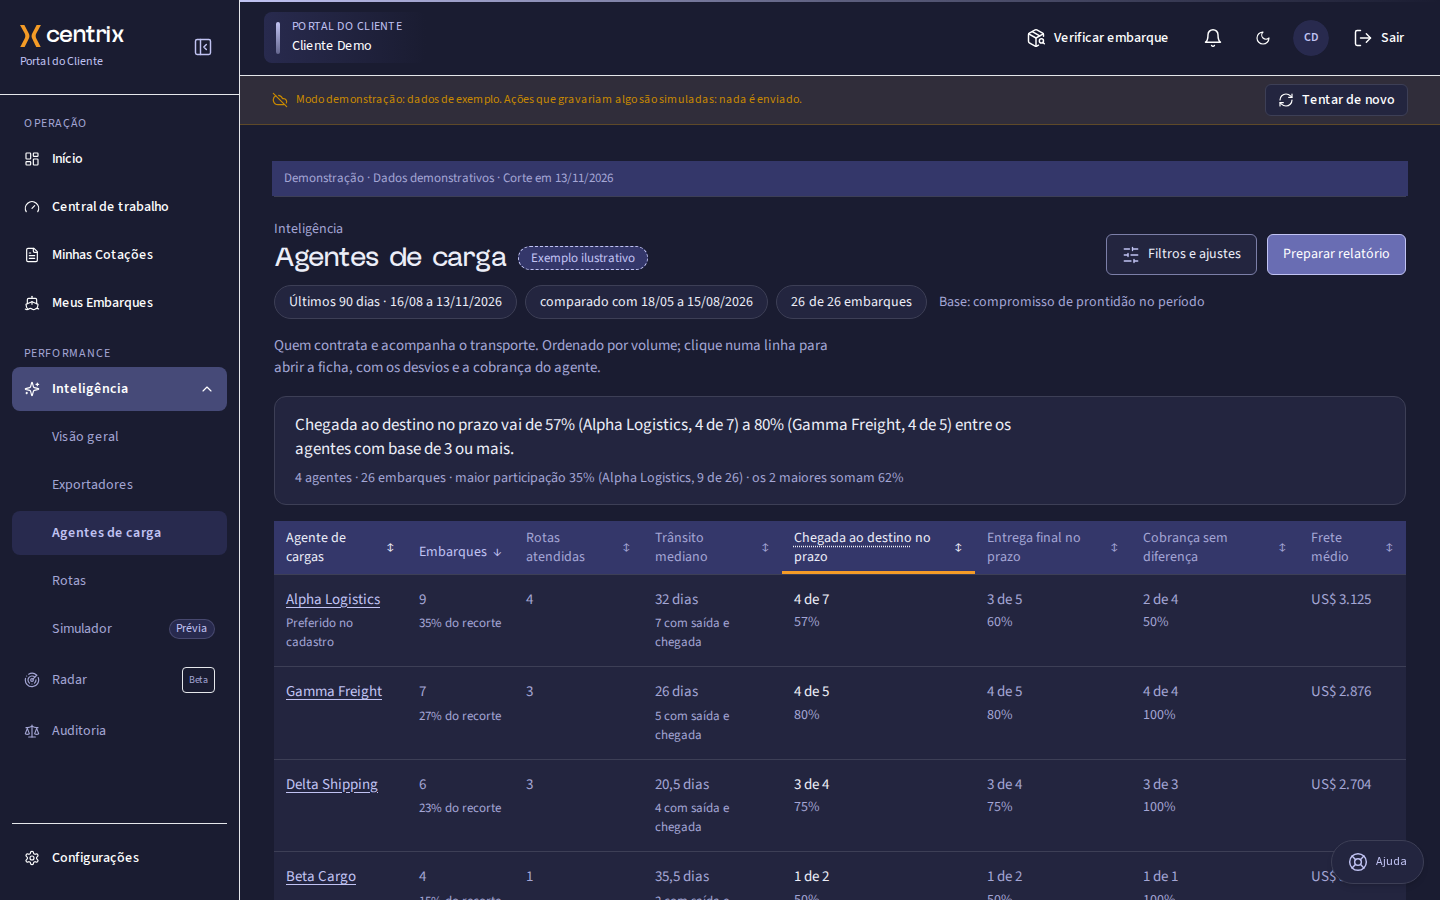 centrix
Portal do Cliente
OPERAÇÃO
Início
Central de trabalho
Minhas Cotações
Meus Embarques
PERFORMANCE
Inteligência
Visão geral
Exportadores
Agentes de carga
Rotas
Simulador Prévia
Radar Beta
Auditoria
Configurações
PORTAL DO CLIENTE
Cliente Demo
Verificar embarque CD Sair
Modo demonstração: dados de exemplo. Ações que gravariam algo são simuladas: nada é enviado. Tentar de novo
Demonstração · Dados demonstrativos · Corte em 13/11/2026
Inteligência
Agentes de carga Exemplo ilustrativo Filtros e ajustes Preparar relatório
Últimos 90 dias · 16/08 a 13/11/2026 comparado com 18/05 a 15/08/2026 26 de 26 embarques Base: compromisso de prontidão no período
Quem contrata e acompanha o transporte. Ordenado por volume; clique numa linha para
abrir a ficha, com os desvios e a cobrança do agente.
Chegada ao destino no prazo vai de 57% (Alpha Logistics, 4 de 7) a 80% (Gamma Freight, 4 de 5) entre os
agentes com base de 3 ou mais.
4 agentes · 26 embarques · maior participação 35% (Alpha Logistics, 9 de 26) · os 2 maiores somam 62%
Agente de cargas ↕ Embarques ↓ Rotas atendidas ↕ Trânsito mediano ↕ Chegada ao destino no prazo ↕ Entrega final no prazo ↕ Cobrança sem diferença ↕ Frete médio ↕
Alpha Logistics 9 4 32 dias 4 de 7 3 de 5 2 de 4 US$ 3.125
Preferido no cadastro 35% do recorte 7 com saída e chegada 57% 60% 50%
Gamma Freight 7 3 26 dias 4 de 5 4 de 5 4 de 4 US$ 2.876
27% do recorte 5 com saída e chegada 80% 80% 100%
Delta Shipping 6 3 20,5 dias 3 de 4 3 de 4 3 de 3 US$ 2.704
23% do recorte 4 com saída e chegada 75% 75% 100%
Beta Cargo 4 1 35,5 dias 1 de 2 1 de 2 1 de 1 US$
Ajuda